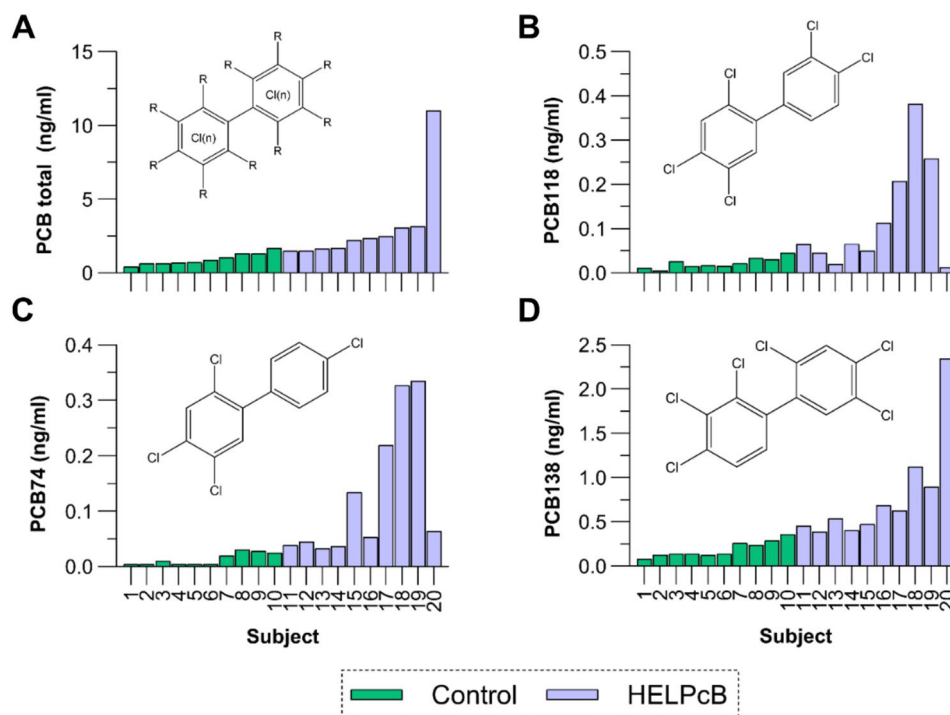 A
PCB total (ng/ml)
15
10
5
0
R
R
R
R
R
R
R
R
R
R
Cl(n)
Cl(n)
B
PCB118 (ng/ml)
0.5
0.4
0.3
0.2
0.1
0.0
Cl
Cl
Cl
Cl
Cl
C
PCB74 (ng/ml)
0.4
0.3
0.2
0.1
0.0
Cl
Cl
Cl
Cl
1
2
3
4
5
6
7
8
9
10
11
12
13
14
15
16
17
18
19
20
Subject
D
PCB138 (ng/ml)
2.5
2.0
1.5
1.0
0.5
0.0
Cl
Cl
Cl
Cl
Cl
Cl
1
2
3
4
5
6
7
8
9
10
11
12
13
14
15
16
17
18
19
20
Subject
Control
HELPcB